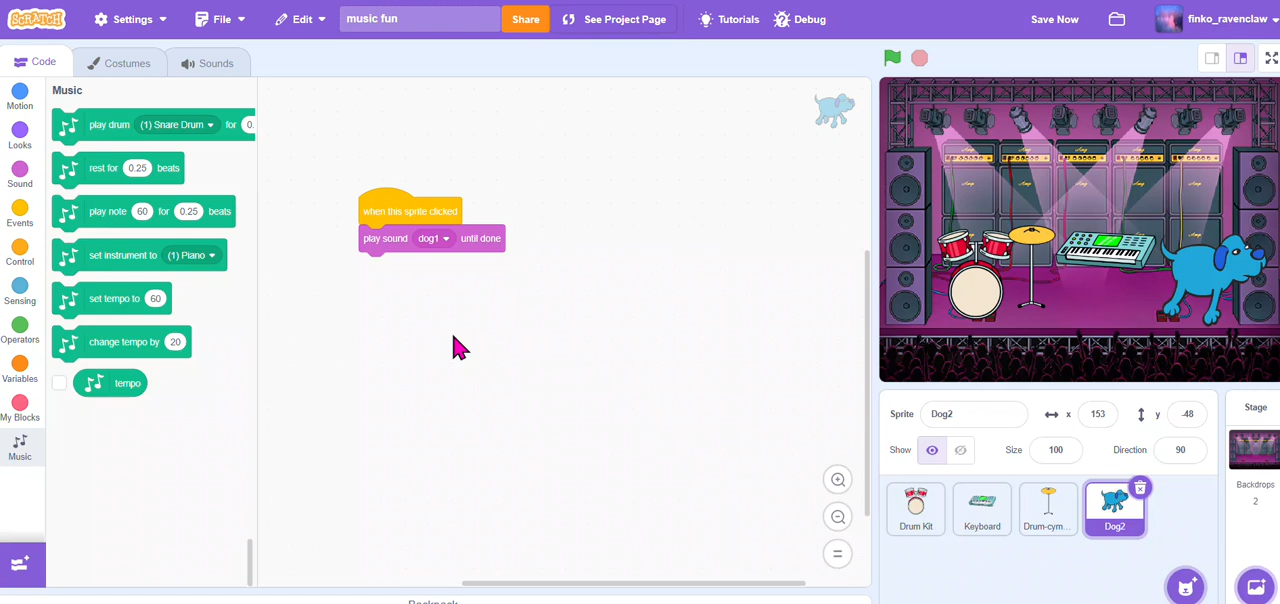 SCRATCH Settings File Edit music fun Share See Project Page Tutorials Debug Save Now finko_ravenclaw
Code Costumes Sounds
Motion
Looks
Sound
Events
Control
Sensing
Operators
Variables
My Blocks
Music
Music
play drum (1) Snare Drum for 0.
rest for 0.25 beats
play note 60 for 0.25 beats
set instrument to (1) Piano
set tempo to 60
change tempo by 20
tempo
when this sprite clicked
play sound dog1 until done
Sprite Dog2 x 153 y -48
Show Size 100 Direction 90
Drum Kit
Keyboard
Drum-cym...
Dog2
Stage
Backdrops
2